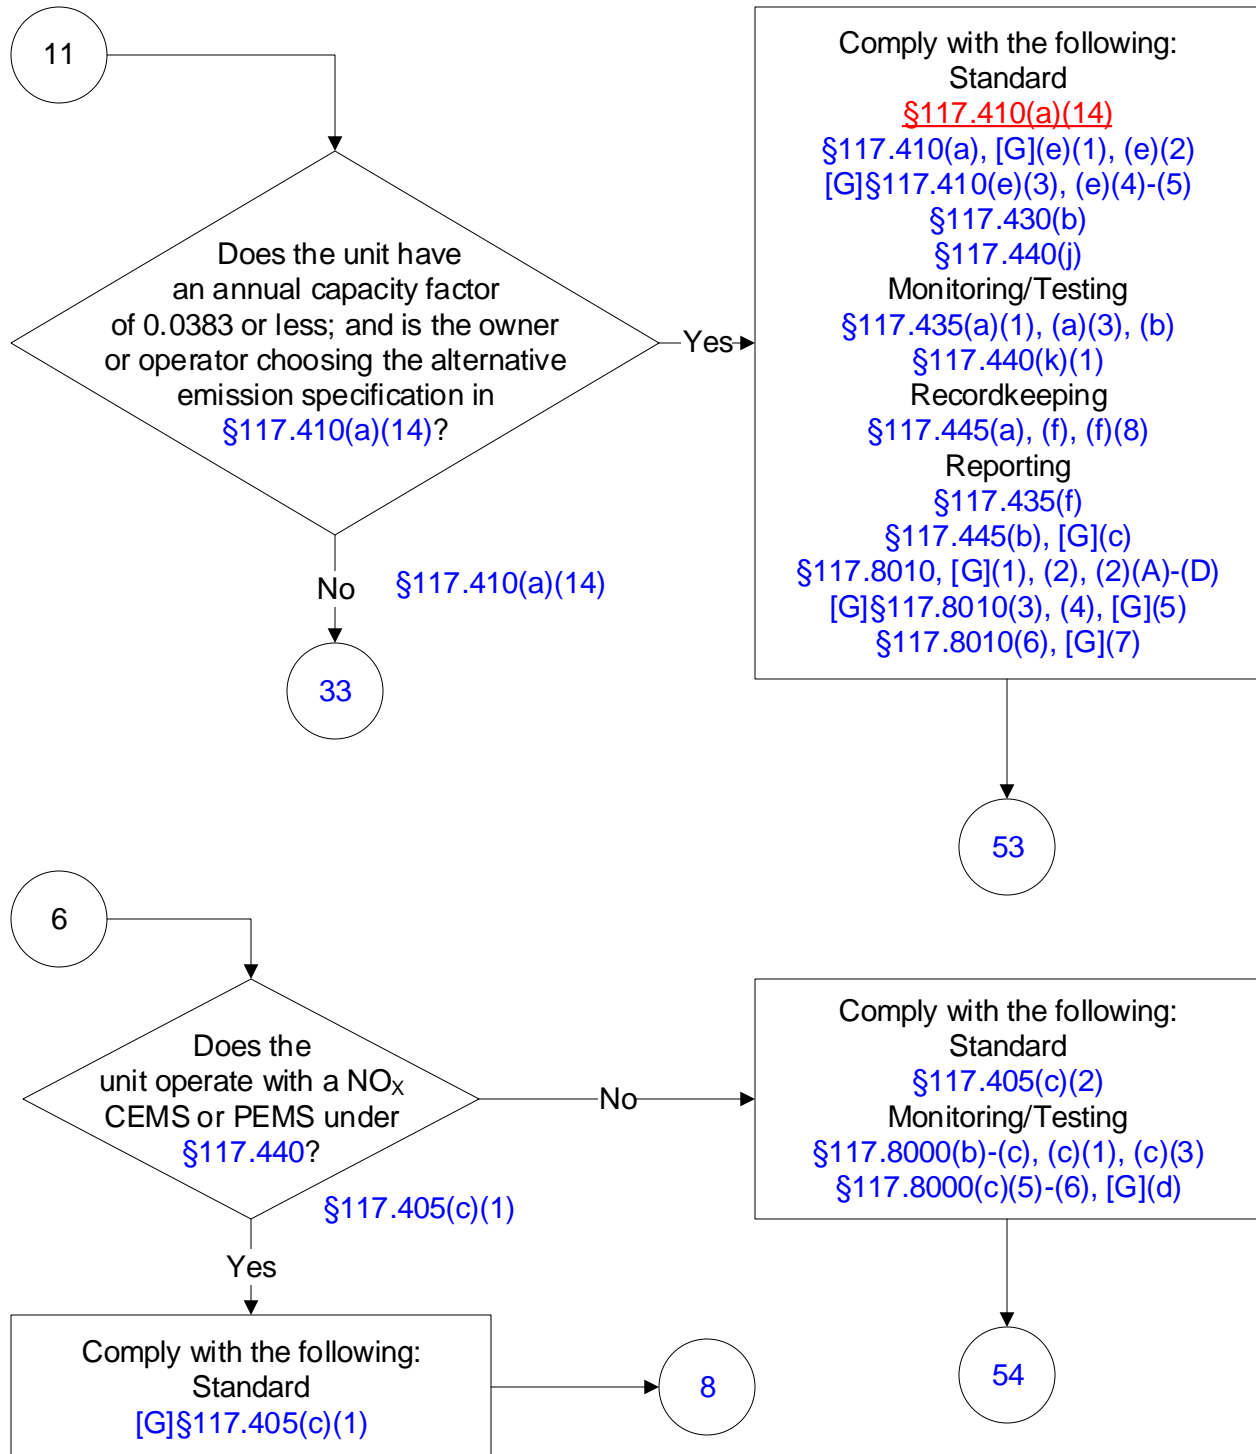 11
Does the unit have
an annual capacity factor
of 0.0383 or less; and is the owner
or operator choosing the alternative
emission specification in
§117.410(a)(14)?
Yes
No
§117.410(a)(14)
33
Comply with the following:
Standard
§117.410(a)(14)
§117.410(a), [G](e)(1), (e)(2)
[G]§117.410(e)(3), (e)(4)-(5)
§117.430(b)
§117.440(j)
Monitoring/Testing
§117.435(a)(1), (a)(3), (b)
§117.440(k)(1)
Recordkeeping
§117.445(a), (f), (f)(8)
Reporting
§117.435(f)
§117.445(b), [G](c)
§117.8010, [G](1), (2), (2)(A)-(D)
[G]§117.8010(3), (4), [G](5)
§117.8010(6), [G](7)
53
6
Does the
unit operate with a NOX
CEMS or PEMS under
§117.440?
No
§117.405(c)(1)
Yes
Comply with the following:
Standard
§117.405(c)(2)
Monitoring/Testing
§117.8000(b)-(c), (c)(1), (c)(3)
§117.8000(c)(5)-(6), [G](d)
54
Comply with the following:
Standard
[G]§117.405(c)(1)
8